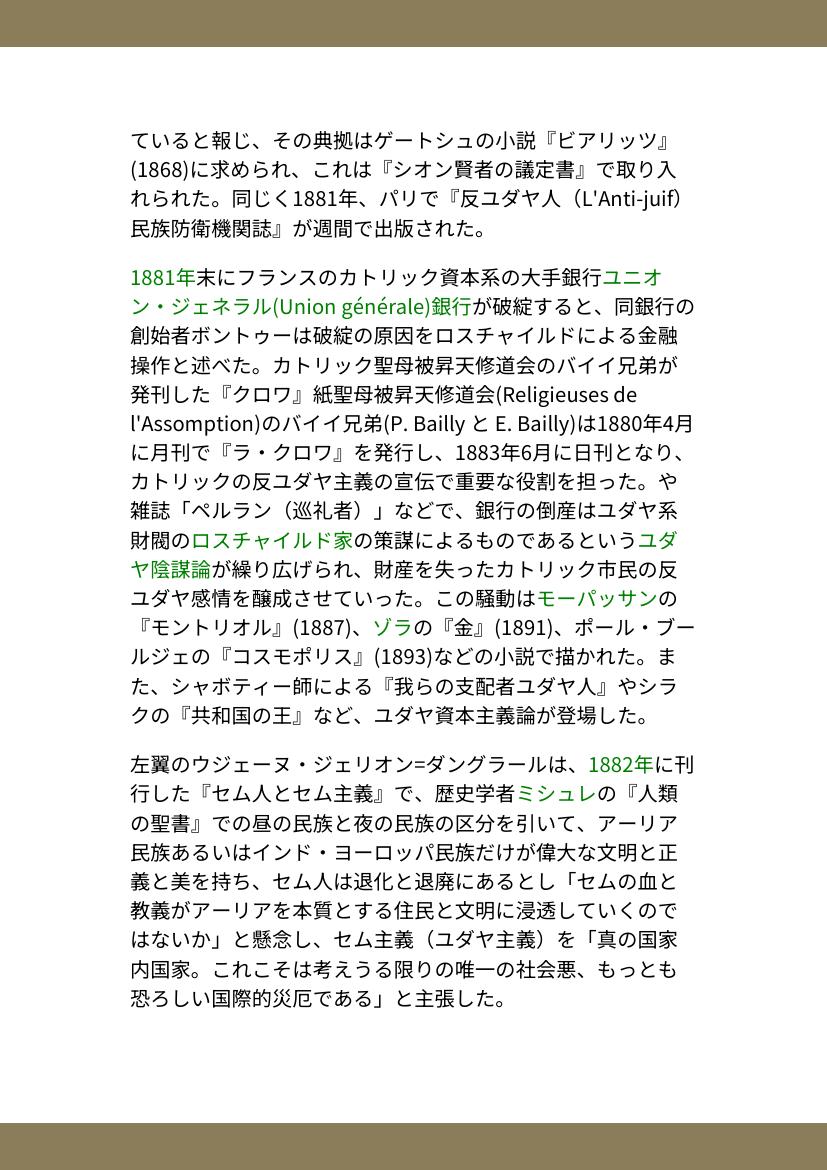 ていると報じ、その典拠はゲートシュの小説『ビアリッツ』
(1868)に求められ、これは『シオン賢者の議定書』で取り入
れられた。同じく1881年、パリで『反ユダヤ人（L'Anti-juif）
民族防衛機関誌』が週間で出版された。
1881年末にフランスのカトリック資本系の大手銀行ユニオ
ン・ジェネラル(Union générale)銀行が破綻すると、同銀行の
創始者ボントゥーは破綻の原因をロスチャイルドによる金融
操作と述べた。カトリック聖母被昇天修道会のバイイ兄弟が
発刊した『クロワ』紙聖母被昇天修道会(Religieuses de
l'Assomption)のバイイ兄弟(P. Bailly と E. Bailly)は1880年4月
に月刊で『ラ・クロワ』を発行し、1883年6月に日刊となり、
カトリックの反ユダヤ主義の宣伝で重要な役割を担った。や
雑誌「ペルラン（巡礼者）」などで、銀行の倒産はユダヤ系
財閥のロスチャイルド家の策謀によるものであるというユダ
ヤ陰謀論が繰り広げられ、財産を失ったカトリック市民の反
ユダヤ感情を醸成させていった。この騒動はモーパッサンの
『モントリオル』(1887)、ゾラの『金』(1891)、ポール・ブー
ルジェの『コスモポリス』(1893)などの小説で描かれた。ま
た、シャボティー師による『我らの支配者ユダヤ人』やシラ
クの『共和国の王』など、ユダヤ資本主義論が登場した。
左翼のウジェーヌ・ジェリオン=ダングラールは、1882年に刊
行した『セム人とセム主義』で、歴史学者ミシュレの『人類
の聖書』での昼の民族と夜の民族の区分を引いて、アーリア
民族あるいはインド・ヨーロッパ民族だけが偉大な文明と正
義と美を持ち、セム人は退化と退廃にあるとし「セムの血と
教義がアーリアを本質とする住民と文明に浸透していくので
はないか」と懸念し、セム主義（ユダヤ主義）を「真の国家
内国家。これこそは考えうる限りの唯一の社会悪、もっとも
恐ろしい国際的災厄である」と主張した。